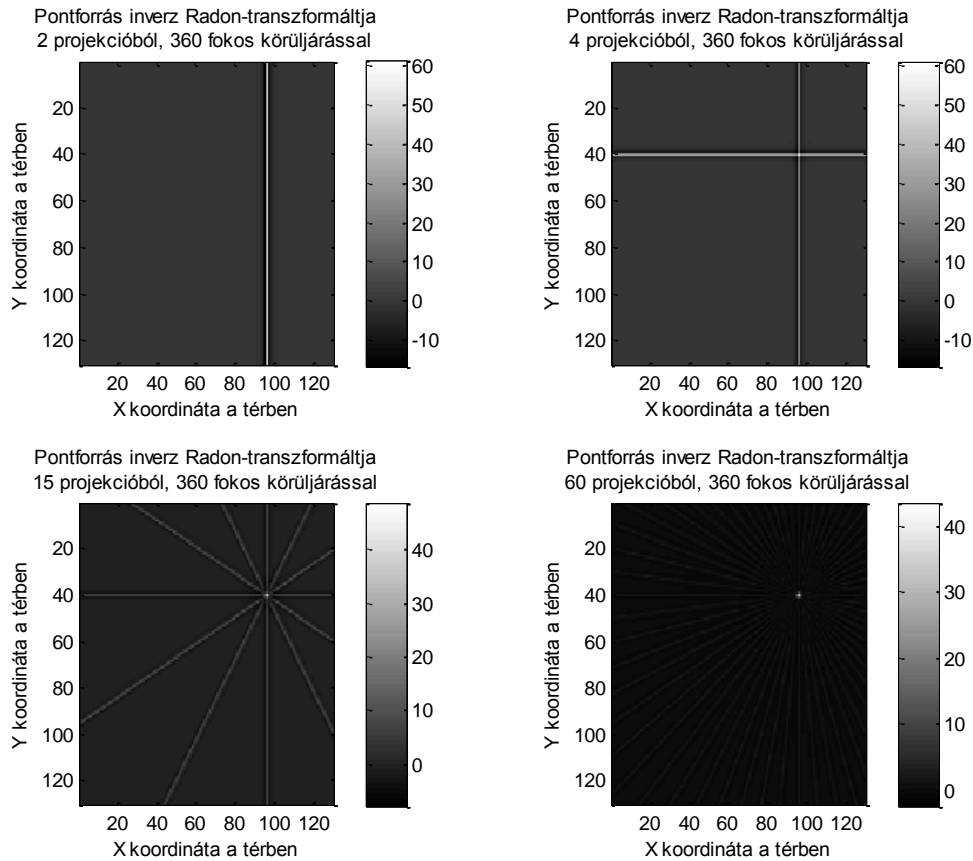 Pontforrás inverz Radon-transzformáltja
2 projekcióból, 360 fokos körüljárással
20
40
60
80
100
120
Y koordináta a térben
20 40 60 80 100 120
X koordináta a térben
60
50
40
30
20
10
0
-10
Pontforrás inverz Radon-transzformáltja
4 projekcióból, 360 fokos körüljárással
20
40
60
80
100
120
Y koordináta a térben
20 40 60 80 100 120
X koordináta a térben
60
50
40
30
20
10
0
-10
Pontforrás inverz Radon-transzformáltja
15 projekcióból, 360 fokos körüljárással
20
40
60
80
100
120
Y koordináta a térben
20 40 60 80 100 120
X koordináta a térben
40
30
20
10
0
Pontforrás inverz Radon-transzformáltja
60 projekcióból, 360 fokos körüljárással
20
40
60
80
100
120
Y koordináta a térben
20 40 60 80 100 120
X koordináta a térben
40
30
20
10
0